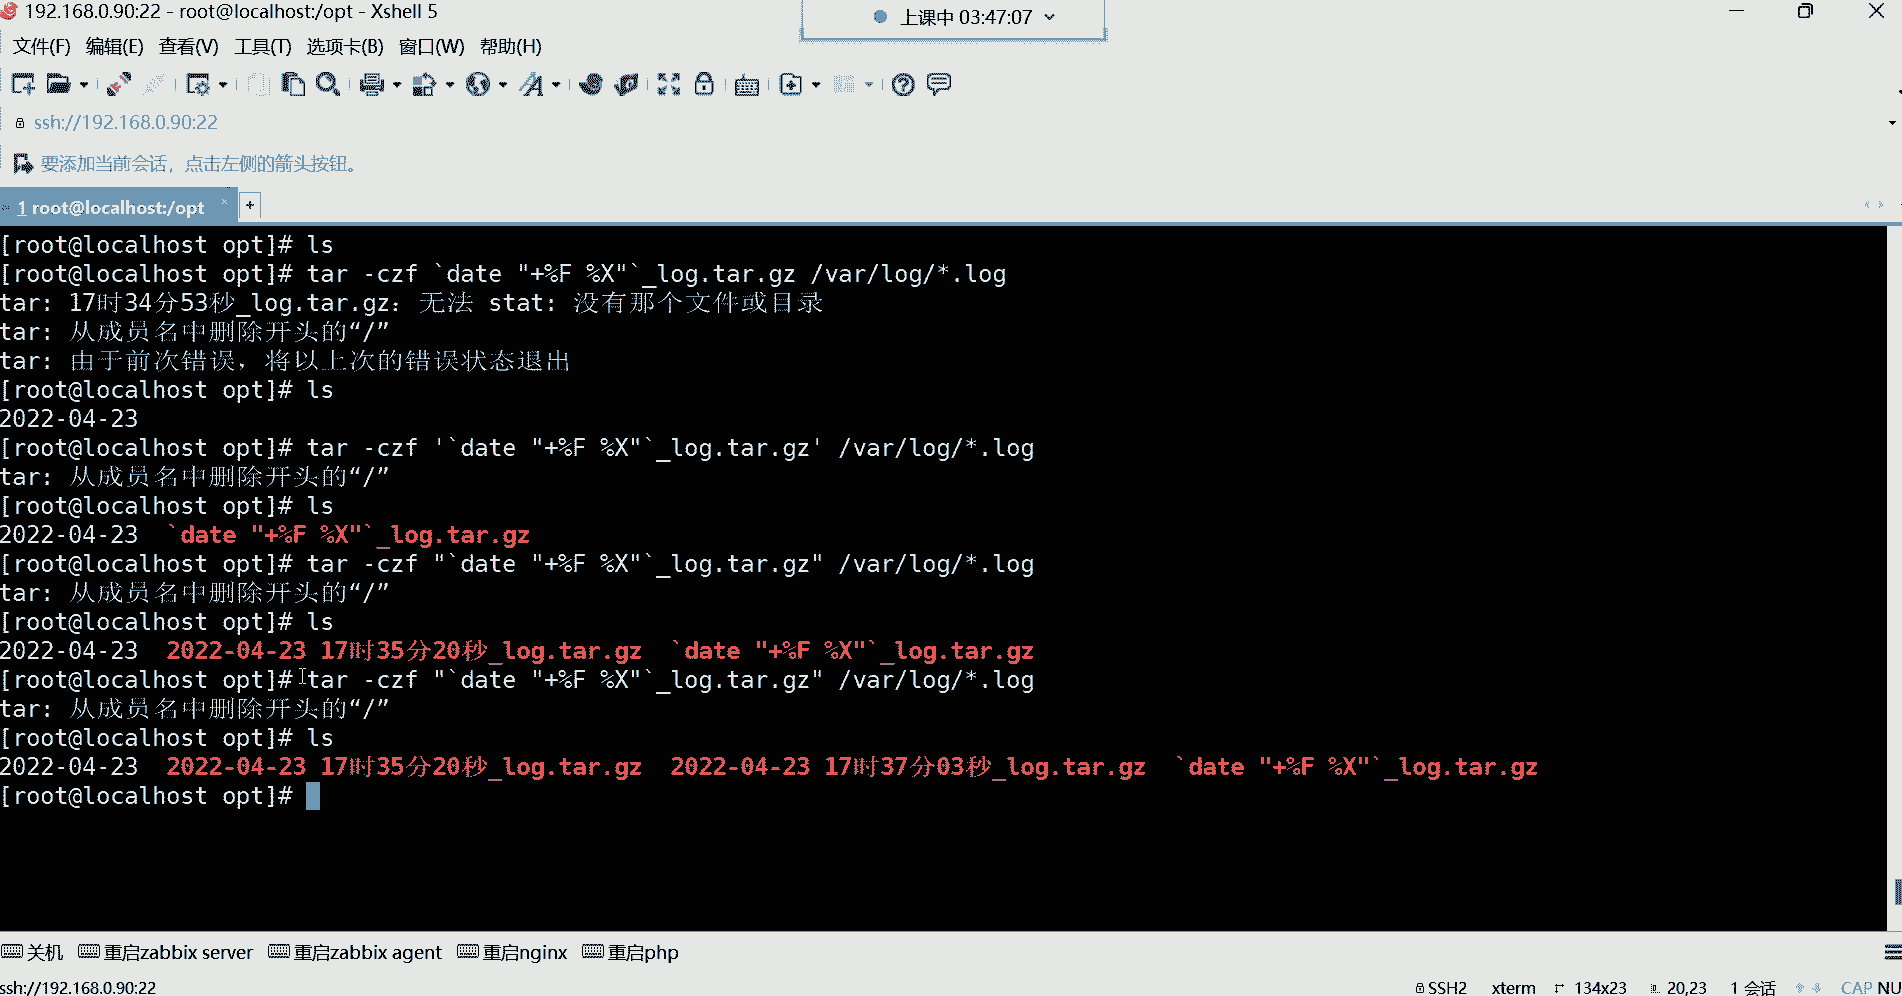 192.168.0.90:22 - root@localhost:/opt - Xshell 5
上课中 03:47:07
文件(F) 编辑(E) 查看(V) 工具(T) 选项卡(B) 窗口(W) 帮助(H)
ssh://192.168.0.90:22
要添加当前会话，点击左侧的箭头按钮。
1 root@localhost:/opt × +
[root@localhost opt]# ls
[root@localhost opt]# tar -czf `date "+%F %X"`_log.tar.gz /var/log/*.log
tar: 17时34分53秒_log.tar.gz：无法 stat: 没有那个文件或目录
tar: 从成员名中删除开头的“/”
tar: 由于前次错误，将以上次的错误状态退出
[root@localhost opt]# ls
2022-04-23
[root@localhost opt]# tar -czf '`date "+%F %X"`_log.tar.gz' /var/log/*.log
tar: 从成员名中删除开头的“/”
[root@localhost opt]# ls
2022-04-23  `date "+%F %X"`_log.tar.gz
[root@localhost opt]# tar -czf "`date "+%F %X"`_log.tar.gz" /var/log/*.log
tar: 从成员名中删除开头的“/”
[root@localhost opt]# ls
2022-04-23  2022-04-23 17时35分20秒_log.tar.gz  `date "+%F %X"`_log.tar.gz
[root@localhost opt]# tar -czf "`date "+%F %X"`_log.tar.gz" /var/log/*.log
tar: 从成员名中删除开头的“/”
[root@localhost opt]# ls
2022-04-23  2022-04-23 17时35分20秒_log.tar.gz  2022-04-23 17时37分03秒_log.tar.gz  `date "+%F %X"`_log.tar.gz
[root@localhost opt]#
关机 重启zabbix server 重启zabbix agent 重启nginx 重启php
ssh://192.168.0.90:22 SSH2 xterm 134x23 20,23 1 会话 CAP NU